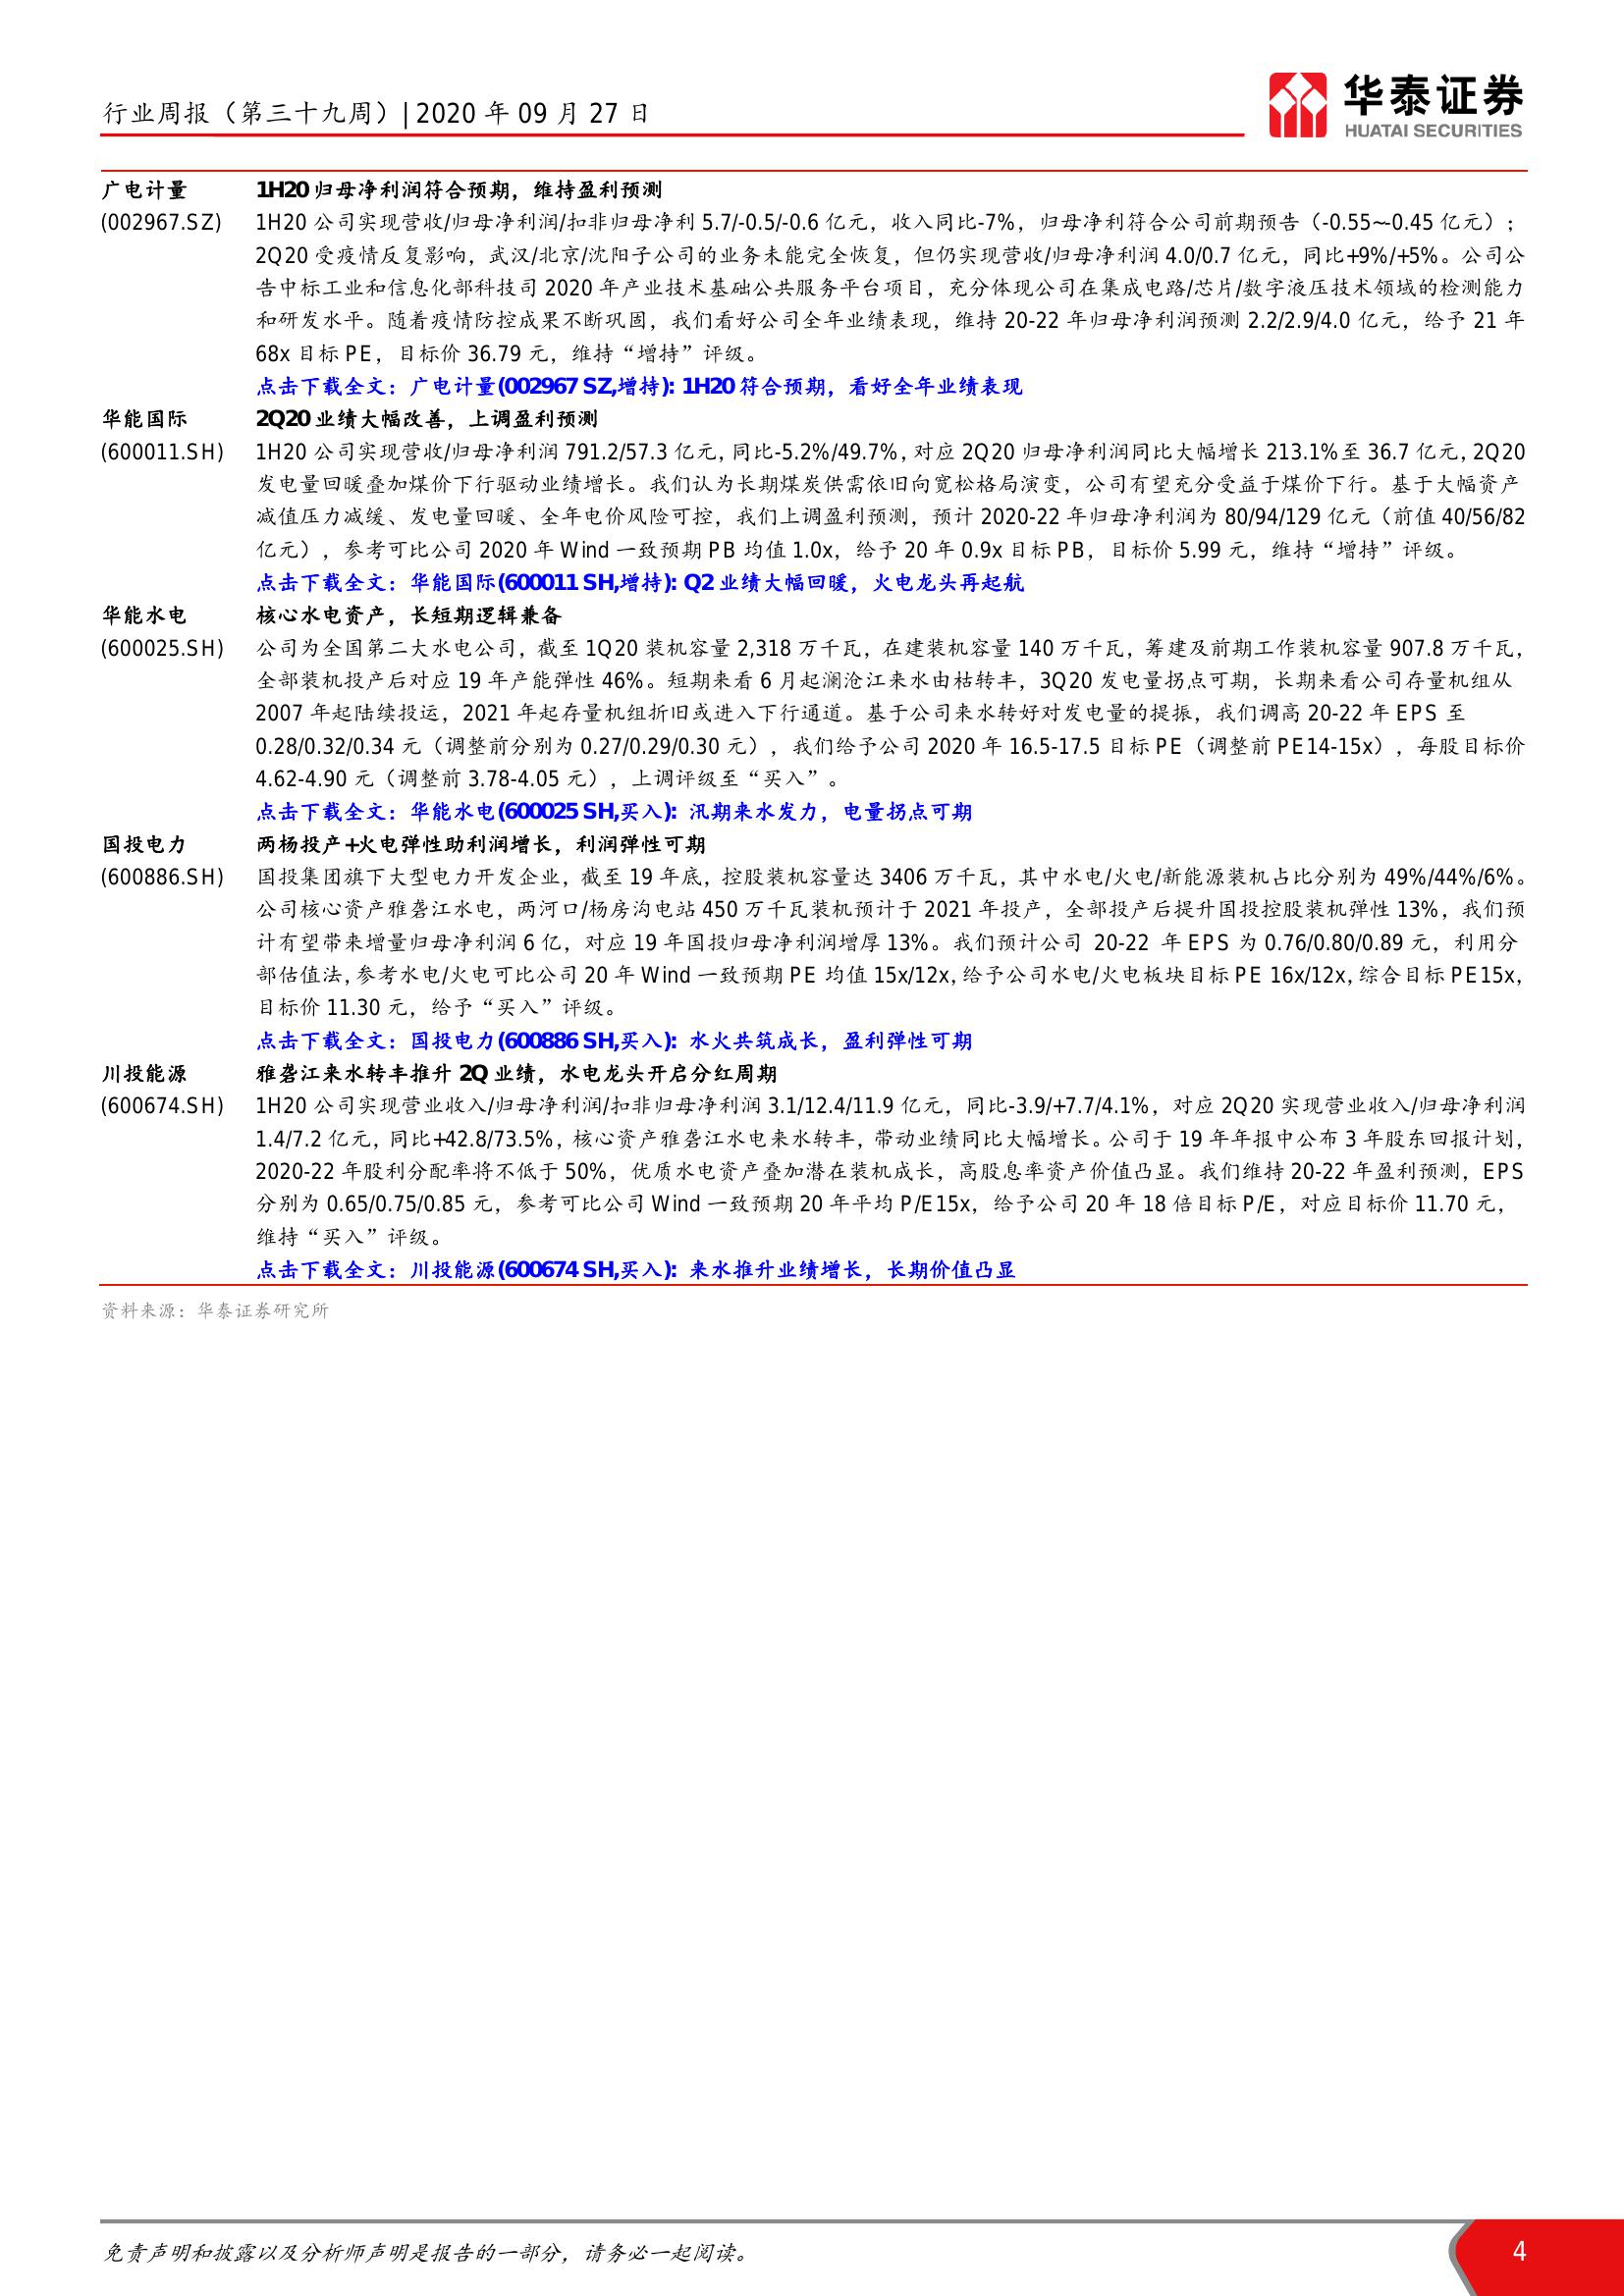 行业周报（第三十九周）| 2020 年 09 月 27 日
华泰证券
HUATAI SECURITIES
广电计量 1H20 归母净利润符合预期，维持盈利预测
(002967.SZ) 1H20 公司实现营收/归母净利润/扣非归母净利 5.7/-0.5/-0.6 亿元，收入同比-7%，归母净利符合公司前期预告（-0.55~-0.45 亿元）；
2Q20 受疫情反复影响，武汉/北京/沈阳子公司的业务未能完全恢复，但仍实现营收/归母净利润 4.0/0.7 亿元，同比+9%/+5%。公司公
告中标工业和信息化部科技司 2020 年产业技术基础公共服务平台项目，充分体现公司在集成电路/芯片/数字液压技术领域的检测能力
和研发水平。随着疫情防控成果不断巩固，我们看好公司全年业绩表现，维持 20-22 年归母净利润预测 2.2/2.9/4.0 亿元，给予 21 年
68x 目标 PE，目标价 36.79 元，维持“增持”评级。
点击下载全文：广电计量(002967 SZ,增持): 1H20 符合预期，看好全年业绩表现
华能国际 2Q20 业绩大幅改善，上调盈利预测
(600011.SH) 1H20 公司实现营收/归母净利润 791.2/57.3 亿元，同比-5.2%/49.7%，对应 2Q20 归母净利润同比大幅增长 213.1%至 36.7 亿元，2Q20
发电量回暖叠加煤价下行驱动业绩增长。我们认为长期煤炭供需依旧向宽松格局演变，公司有望充分受益于煤价下行。基于大幅资产
减值压力减缓、发电量回暖、全年电价风险可控，我们上调盈利预测，预计 2020-22 年归母净利润为 80/94/129 亿元（前值 40/56/82
亿元），参考可比公司 2020 年 Wind 一致预期 PB 均值 1.0x，给予 20 年 0.9x 目标 PB，目标价 5.99 元，维持“增持”评级。
点击下载全文：华能国际(600011 SH,增持): Q2 业绩大幅回暖，火电龙头再起航
华能水电 核心水电资产，长短期逻辑兼备
(600025.SH) 公司为全国第二大水电公司，截至 1Q20 装机容量 2,318 万千瓦，在建装机容量 140 万千瓦，筹建及前期工作装机容量 907.8 万千瓦，
全部装机投产后对应 19 年产能弹性 46%。短期来看 6 月起澜沧江来水由枯转丰，3Q20 发电量拐点可期，长期来看公司存量机组从
2007 年起陆续投运，2021 年起存量机组折旧或进入下行通道。基于公司来水转好对发电量的提振，我们调高 20-22 年 EPS 至
0.28/0.32/0.34 元（调整前分别为 0.27/0.29/0.30 元），我们给予公司 2020 年 16.5-17.5 目标 PE（调整前 PE14-15x），每股目标价
4.62-4.90 元（调整前 3.78-4.05 元），上调评级至“买入”。
点击下载全文：华能水电(600025 SH,买入): 汛期来水发力，电量拐点可期
国投电力 两杨投产+火电弹性助利润增长，利润弹性可期
(600886.SH) 国投集团旗下大型电力开发企业，截至 19 年底，控股装机容量达 3406 万千瓦，其中水电/火电/新能源装机占比分别为 49%/44%/6%。
公司核心资产雅砻江水电，两河口/杨房沟电站 450 万千瓦装机预计于 2021 年投产，全部投产后提升国投控股装机弹性 13%，我们预
计有望带来增量归母净利润 6 亿，对应 19 年国投归母净利润增厚 13%。我们预计公司 20-22 年 EPS 为 0.76/0.80/0.89 元，利用分
部估值法，参考水电/火电可比公司 20 年 Wind 一致预期 PE 均值 15x/12x，给予公司水电/火电板块目标 PE 16x/12x，综合目标 PE15x，
目标价 11.30 元，给予“买入”评级。
点击下载全文：国投电力(600886 SH,买入): 水火共筑成长，盈利弹性可期
川投能源 雅砻江来水转丰推升 2Q 业绩，水电龙头开启分红周期
(600674.SH) 1H20 公司实现营业收入/归母净利润/扣非归母净利润 3.1/12.4/11.9 亿元，同比-3.9/+7.7/4.1%，对应 2Q20 实现营业收入/归母净利润
1.4/7.2 亿元，同比+42.8/73.5%，核心资产雅砻江水电来水转丰，带动业绩同比大幅增长。公司于 19 年年报中公布 3 年股东回报计划，
2020-22 年股利分配率将不低于 50%，优质水电资产叠加潜在装机成长，高股息率资产价值凸显。我们维持 20-22 年盈利预测，EPS
分别为 0.65/0.75/0.85 元，参考可比公司 Wind 一致预期 20 年平均 P/E15x，给予公司 20 年 18 倍目标 P/E，对应目标价 11.70 元，
维持“买入”评级。
点击下载全文：川投能源(600674 SH,买入): 来水推升业绩增长，长期价值凸显
资料来源：华泰证券研究所
免责声明和披露以及分析师声明是报告的一部分，请务必一起阅读。
4